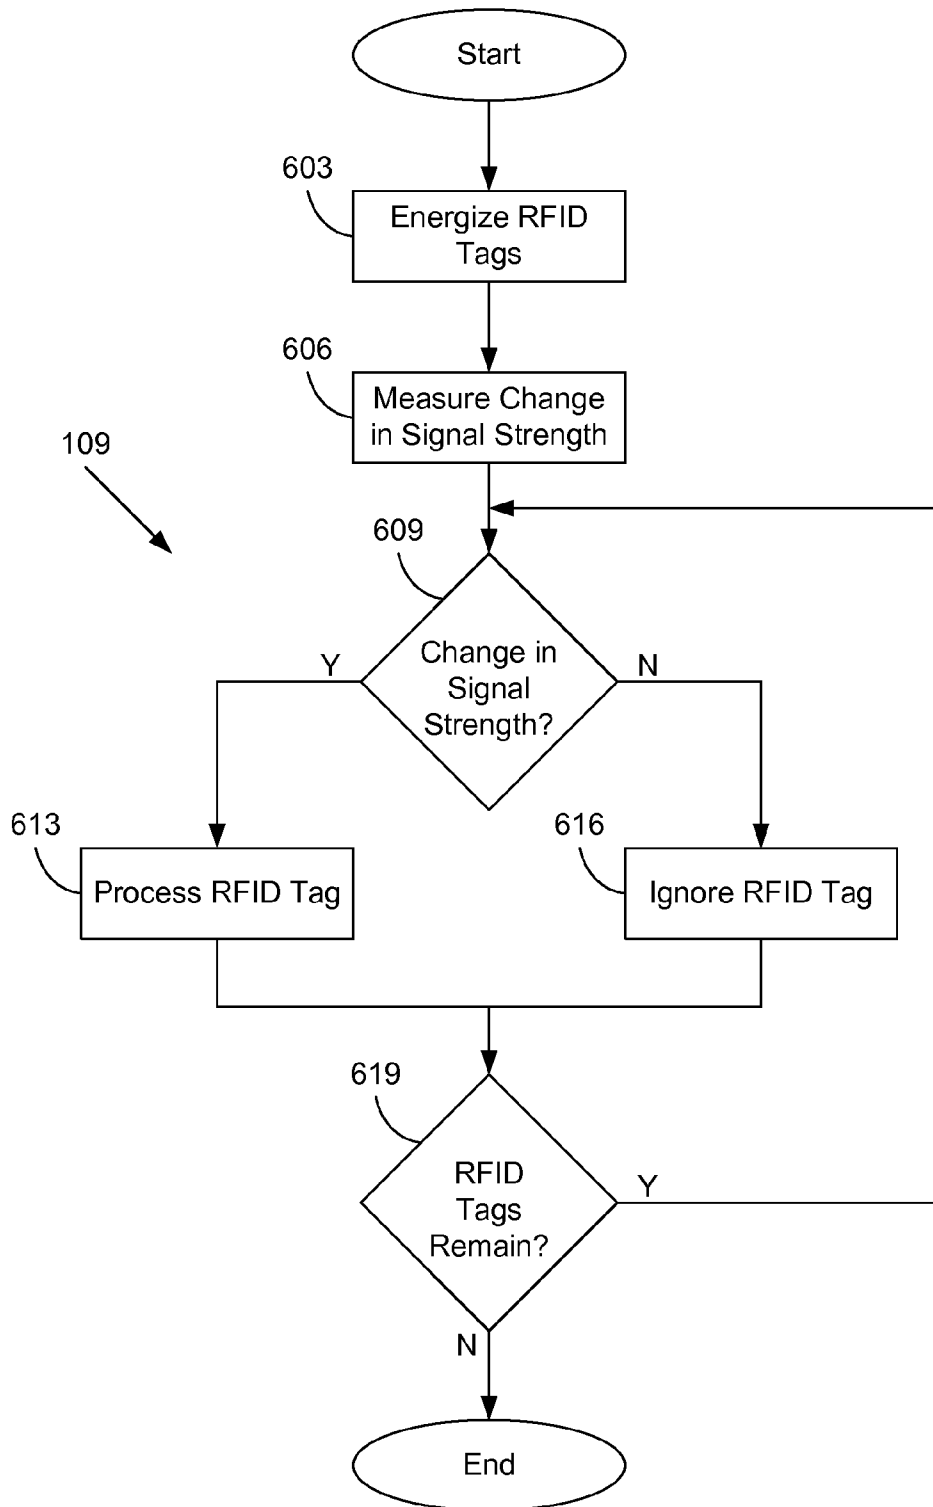 Start
603
Energize RFID
Tags
606
Measure Change
in Signal Strength
109
609
Change in
Signal
Strength?
Y
N
613
Process RFID Tag
616
Ignore RFID Tag
619
RFID
Tags
Remain?
Y
N
End